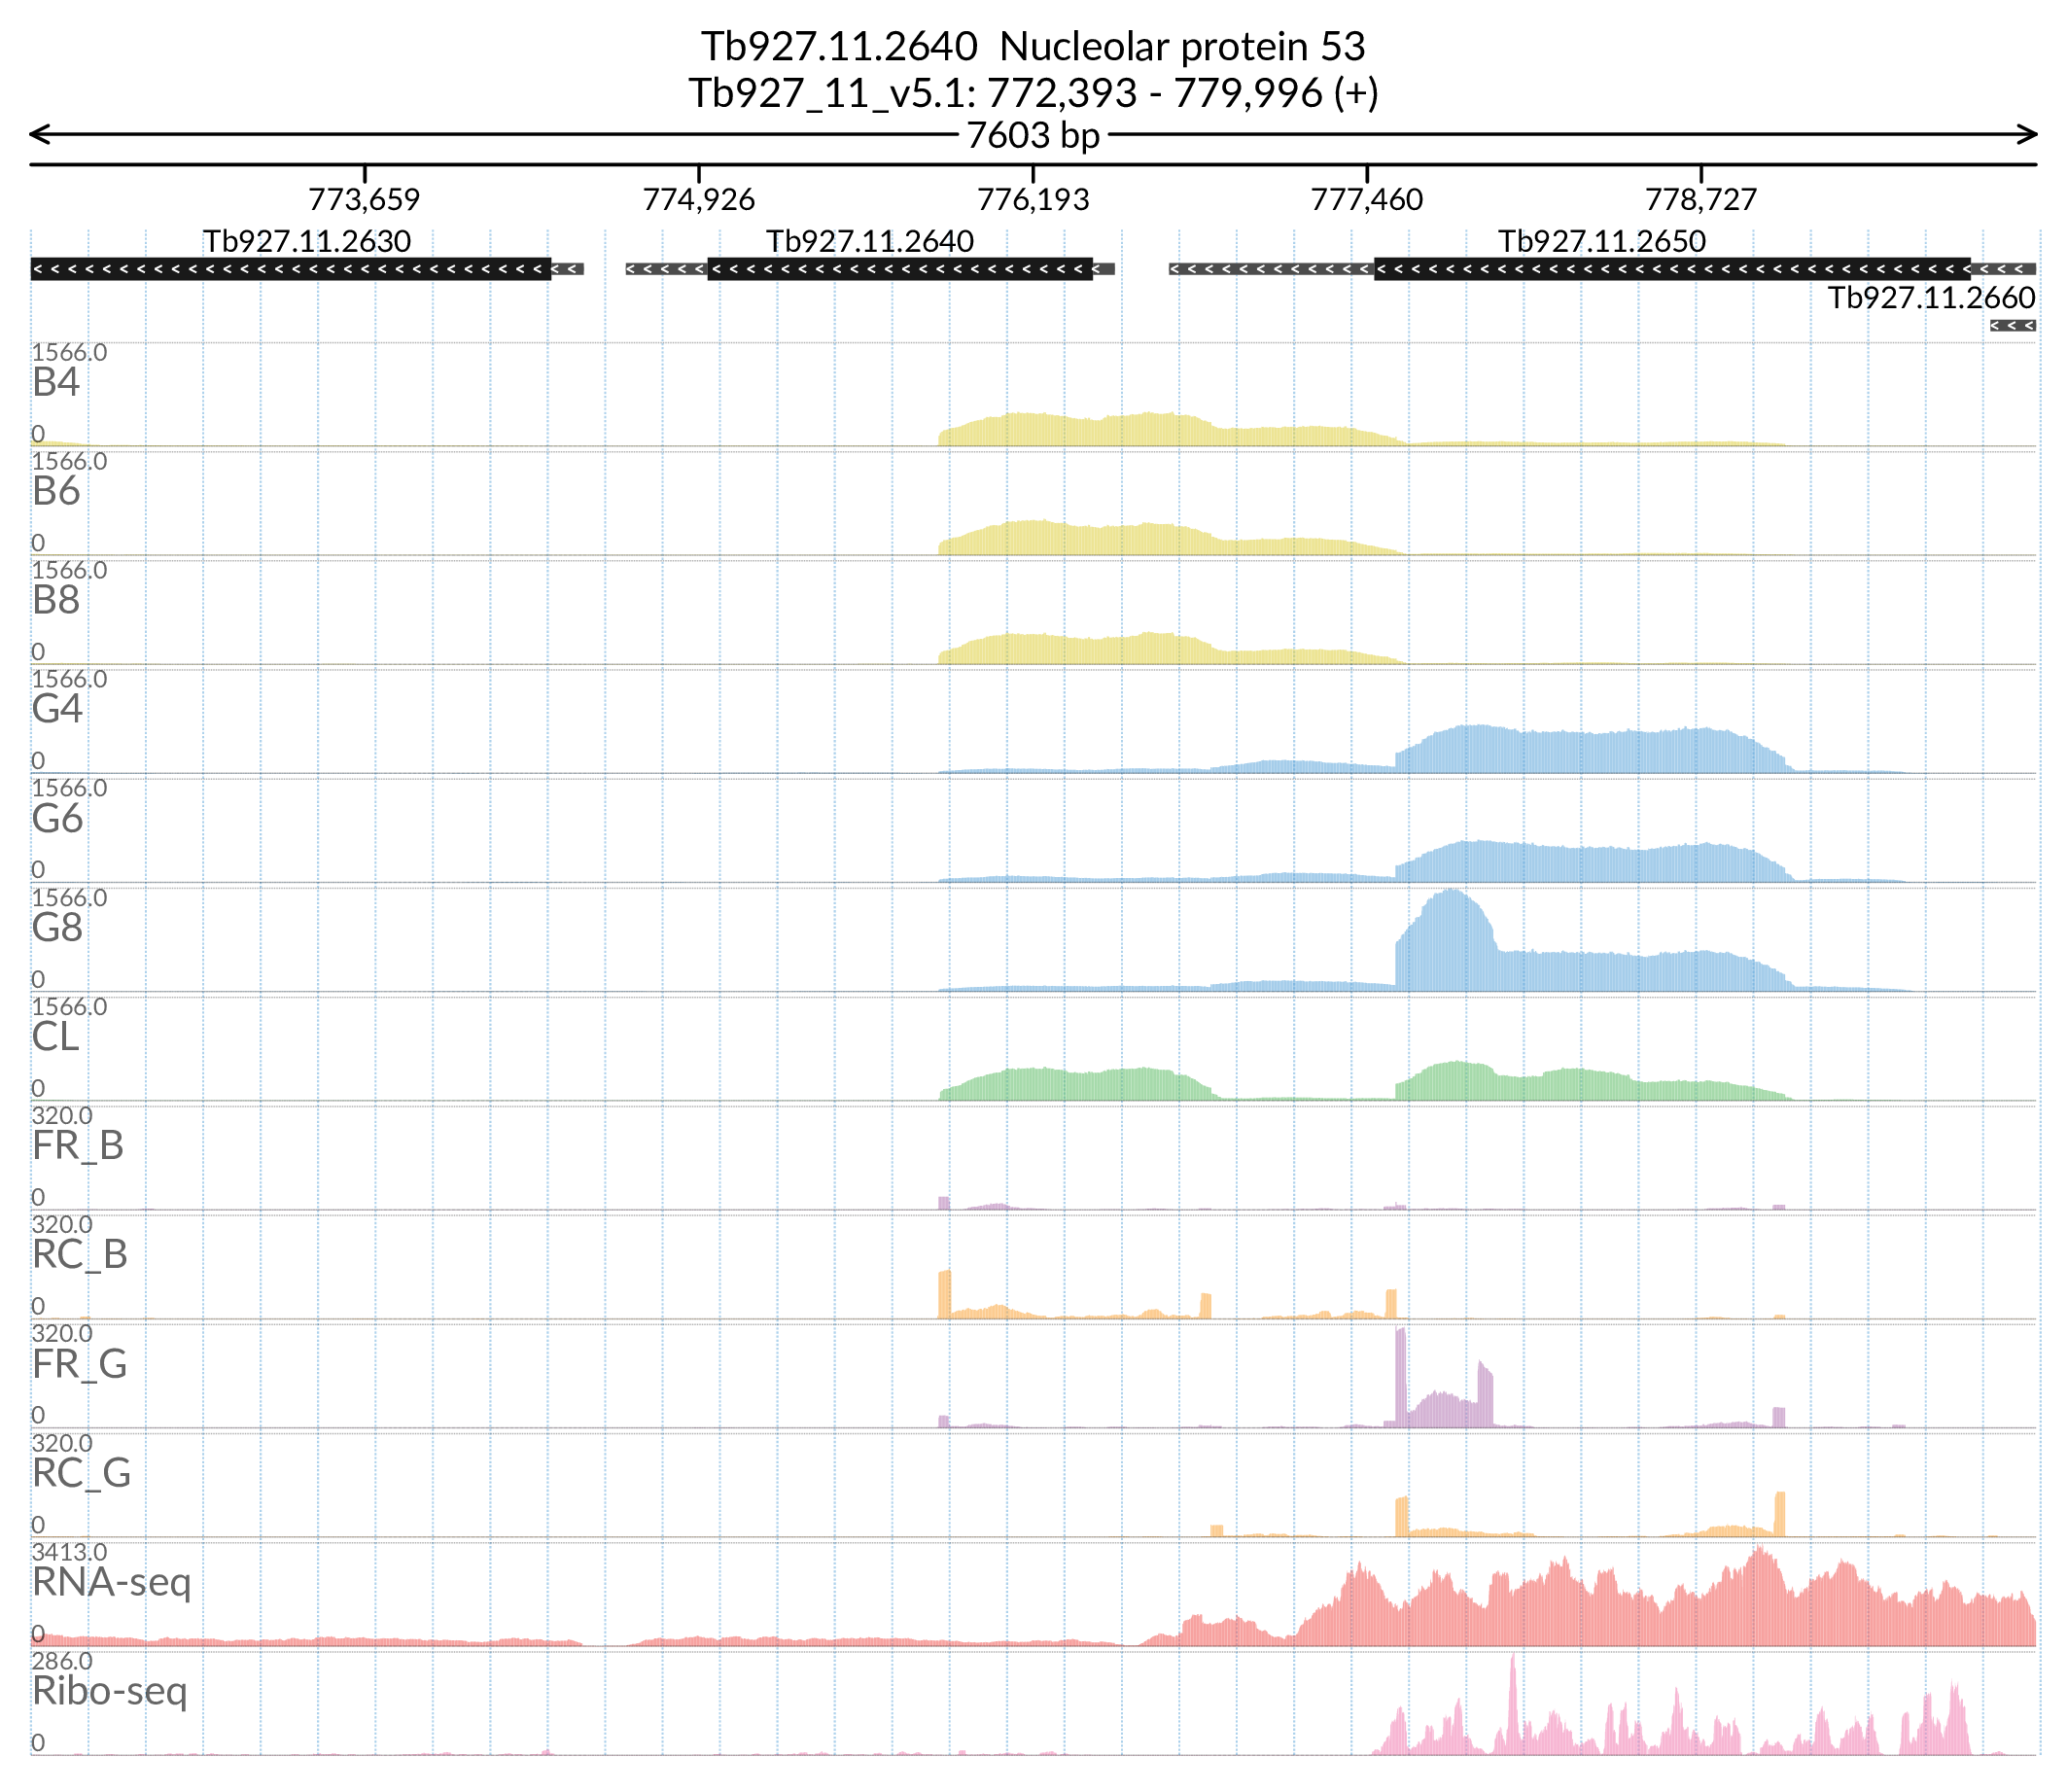 Tb927.11.2640 Nucleolar protein 53
Tb927_11_v5.1: 772,393 - 779,996 (+)
7603 bp
773,659 774,926 776,193 777,460 778,727
Tb927.11.2630 Tb927.11.2640 Tb927.11.2650
Tb927.11.2660
1566.0
B4
0
1566.0
B6
0
1566.0
B8
0
1566.0
G4
0
1566.0
G6
0
1566.0
G8
0
1566.0
CL
0
320.0
FR_B
0
320.0
RC_B
0
320.0
FR_G
0
320.0
RC_G
0
3413.0
RNA-seq
0
286.0
Ribo-seq
0